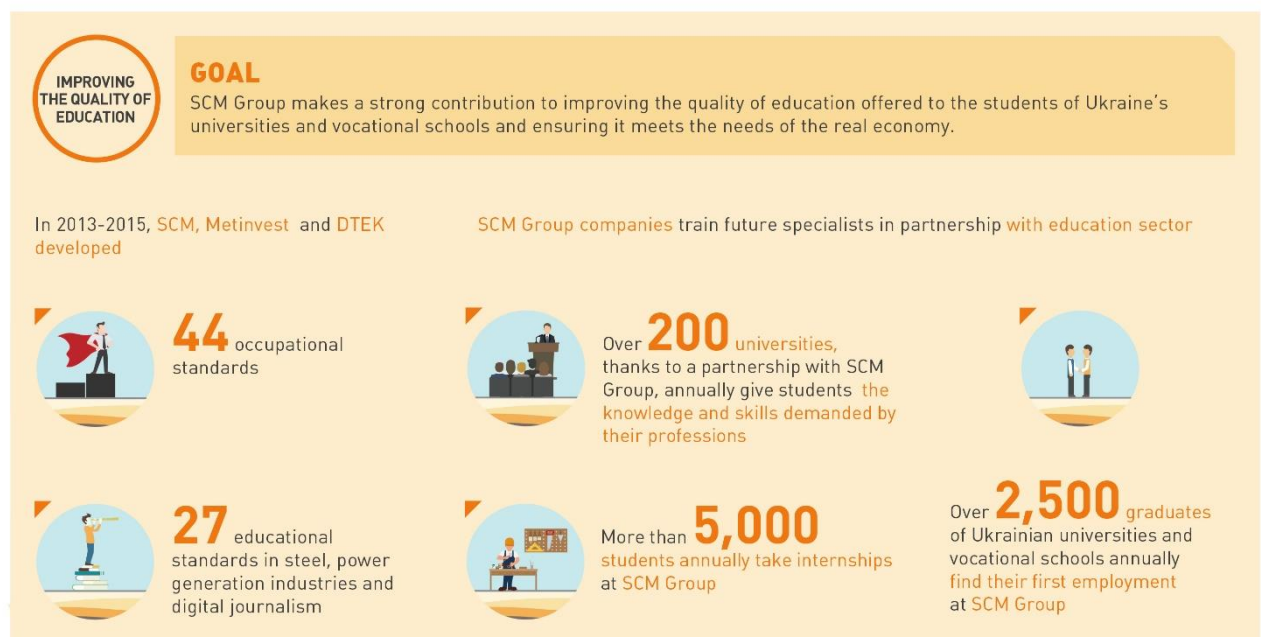 IMPROVING
THE QUALITY OF
EDUCATION
GOAL
SCM Group makes a strong contribution to improving the quality of education offered to the students of Ukraine's
universities and vocational schools and ensuring it meets the needs of the real economy.
In 2013-2015, SCM, Metinvest and DTEK
developed
44 occupational
standards
27 educational
standards in steel, power
generation industries and
digital journalism
SCM Group companies train future specialists in partnership with education sector
Over 200 universities,
thanks to a partnership with SCM
Group, annually give students the
knowledge and skills demanded by
their professions
More than 5,000
students annually take internships
at SCM Group
Over 2,500 graduates
of Ukrainian universities and
vocational schools annually
find their first employment
at SCM Group